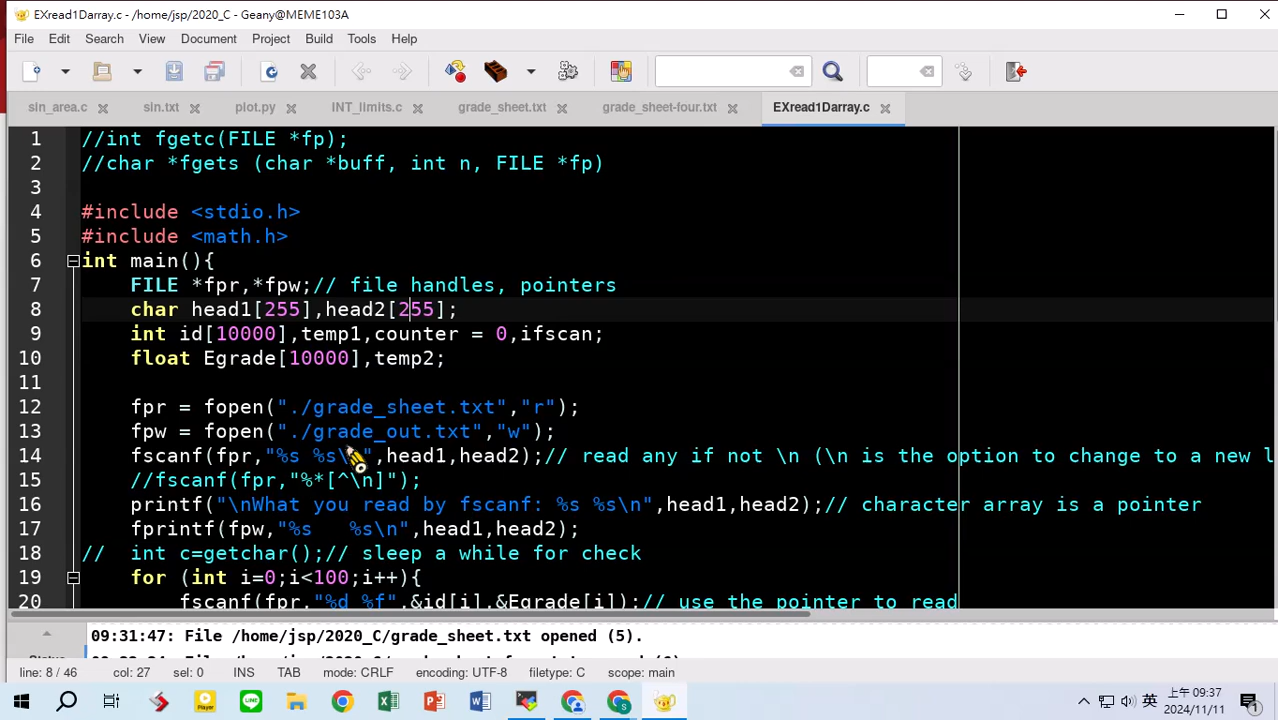 EXread1Darray.c - /home/jsp/2020_C - Geany@MEME103A
File Edit Search View Document Project Build Tools Help
sin_area.c sin.txt plot.py INT_limits.c grade_sheet.txt grade_sheet-four.txt EXread1Darray.c
1 //int fgetc(FILE *fp);
2 //char *fgets (char *buff, int n, FILE *fp)
3
4 #include <stdio.h>
5 #include <math.h>
6 int main(){
7 FILE *fpr,*fpw;// file handles, pointers
8 char head1[255],head2[255];
9 int id[10000],temp1,counter = 0,ifscan;
10 float Egrade[10000],temp2;
11
12 fpr = fopen("./grade_sheet.txt","r");
13 fpw = fopen("./grade_out.txt","w");
14 fscanf(fpr,"%s %s\n",head1,head2);// read any if not \n (\n is the option to change to a new l
15 //fscanf(fpr,"%*[^\n]");
16 printf("\nWhat you read by fscanf: %s %s\n",head1,head2);// character array is a pointer
17 fprintf(fpw,"%s   %s\n",head1,head2);
18 //  int c=getchar();// sleep a while for check
19 for (int i=0;i<100;i++){
20 fscanf(fpr,"%d %f",&id[i],&Egrade[i]);// use the pointer to read
09:31:47: File /home/jsp/2020_C/grade_sheet.txt opened (5).
line: 8 / 46 col: 27 sel: 0 INS TAB mode: CRLF encoding: UTF-8 filetype: C scope: main
英 上午 09:37
2024/11/11